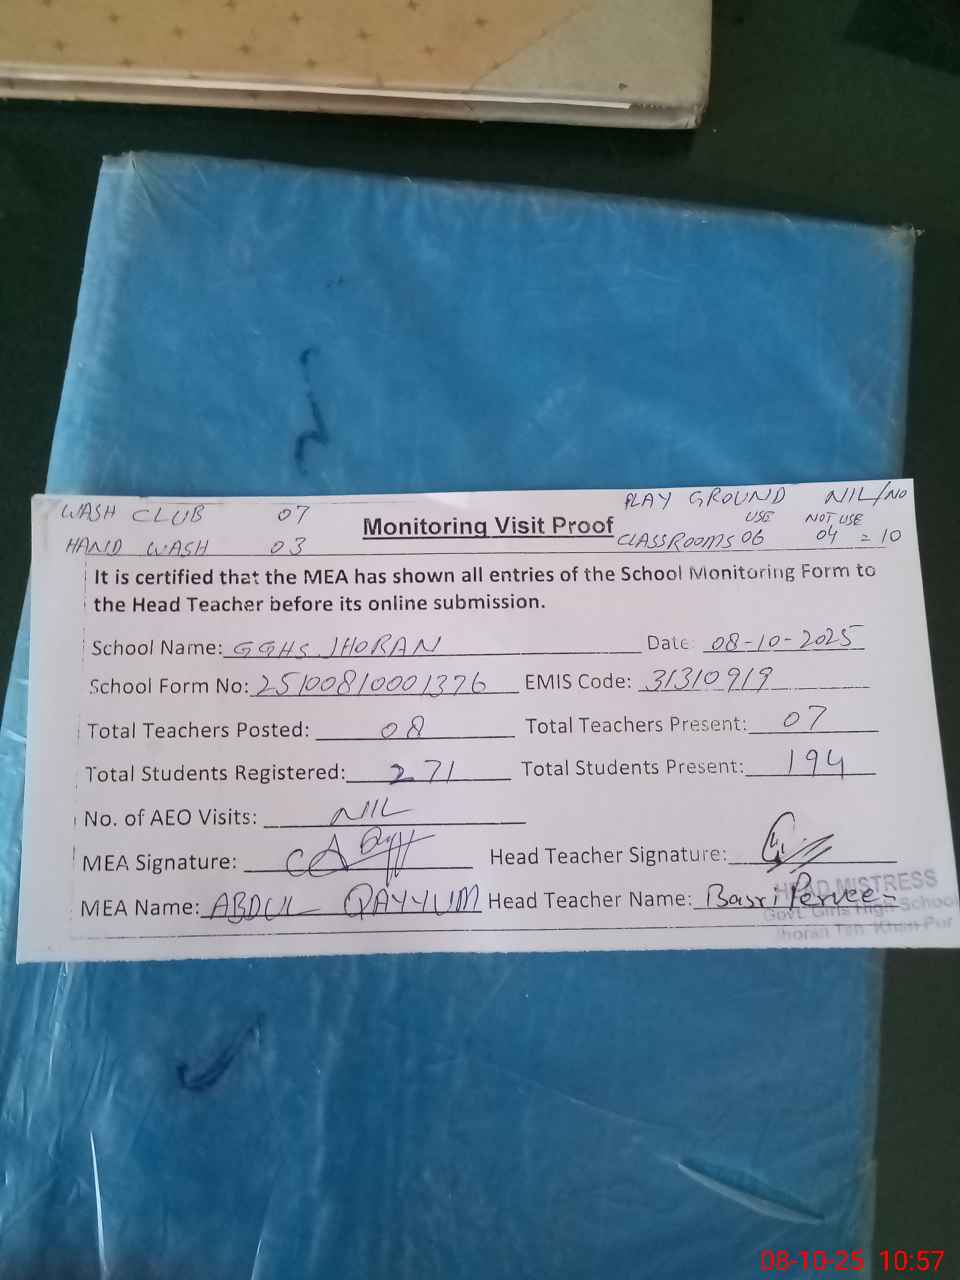 WASH CLUB 07
HAND WASH 03
Monitoring Visit Proof
PLAY GROUND NIL/NO
USE NOT USE
CLASSROOMS 06 04 = 10
It is certified that the MEA has shown all entries of the School Monitoring Form to
the Head Teacher before its online submission.
School Name: GGHS JHORAN Date: 08-10-2025
School Form No: 25100810001376 EMIS Code: 31310919
Total Teachers Posted: 08 Total Teachers Present: 07
Total Students Registered: 271 Total Students Present: 194
No. of AEO Visits: NIL
MEA Signature: Head Teacher Signature:
MEA Name: ABDUL QAYYUM Head Teacher Name: Basri Pervee
HEAD MISTRESS
Govt. Girls High School
Jhoran Teh. Khan Pur
08-10-25 10:57